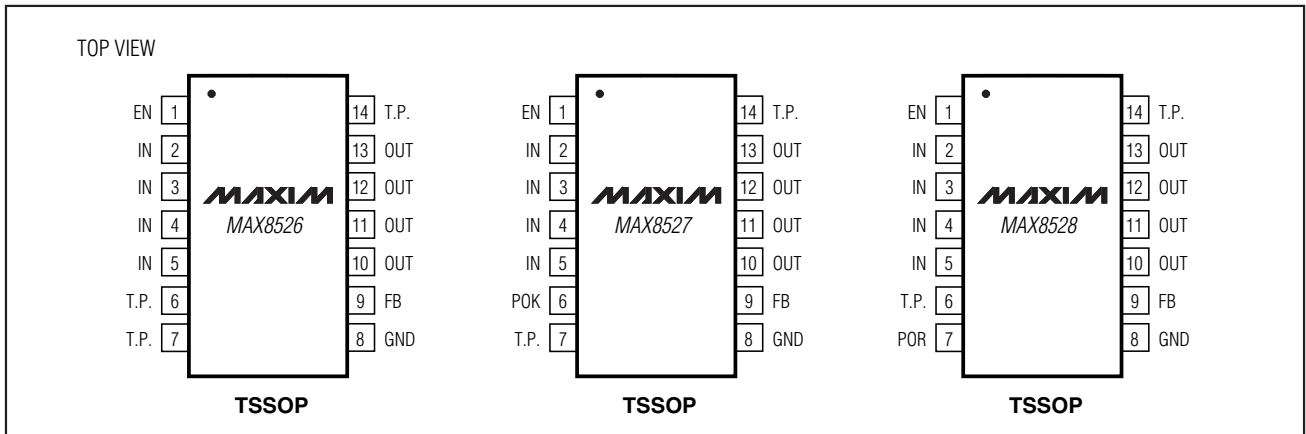 TOP VIEW
EN 1
IN 2
IN 3
IN 4
IN 5
T.P. 6
T.P. 7
14 T.P.
13 OUT
12 OUT
11 OUT
10 OUT
9 FB
8 GND
MAXIM
MAX8526
TSSOP
EN 1
IN 2
IN 3
IN 4
IN 5
POK 6
T.P. 7
14 T.P.
13 OUT
12 OUT
11 OUT
10 OUT
9 FB
8 GND
MAXIM
MAX8527
TSSOP
EN 1
IN 2
IN 3
IN 4
IN 5
T.P. 6
POR 7
14 T.P.
13 OUT
12 OUT
11 OUT
10 OUT
9 FB
8 GND
MAXIM
MAX8528
TSSOP